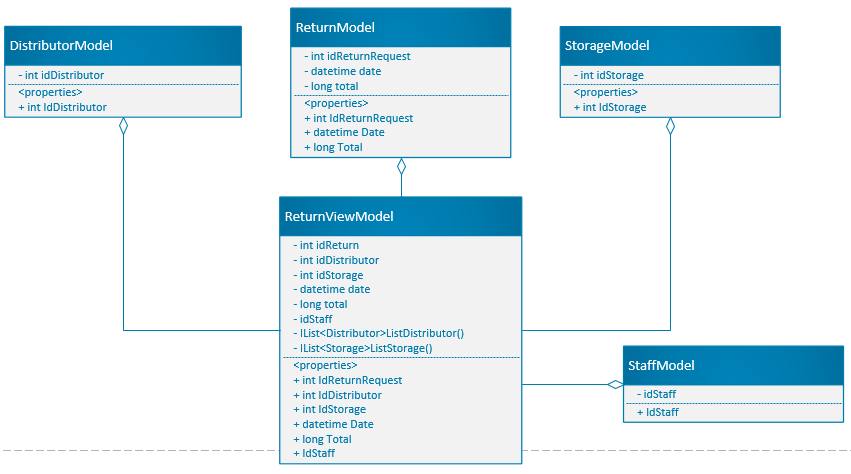 DistributorModel
- int idDistributor
<properties>
+ int IdDistributor
ReturnModel
- int idReturnRequest
- datetime date
- long total
<properties>
+ int IdReturnRequest
+ datetime Date
+ long Total
StorageModel
- int idStorage
<properties>
+ int IdStorage
ReturnViewModel
- int idReturn
- int idDistributor
- int idStorage
- datetime date
- long total
- idStaff
- IList<Distributor>ListDistributor()
- IList<Storage>ListStorage()
<properties>
+ int IdReturnRequest
+ int IdDistributor
+ int IdStorage
+ datetime Date
+ long Total
+ IdStaff
StaffModel
- idStaff
+ IdStaff